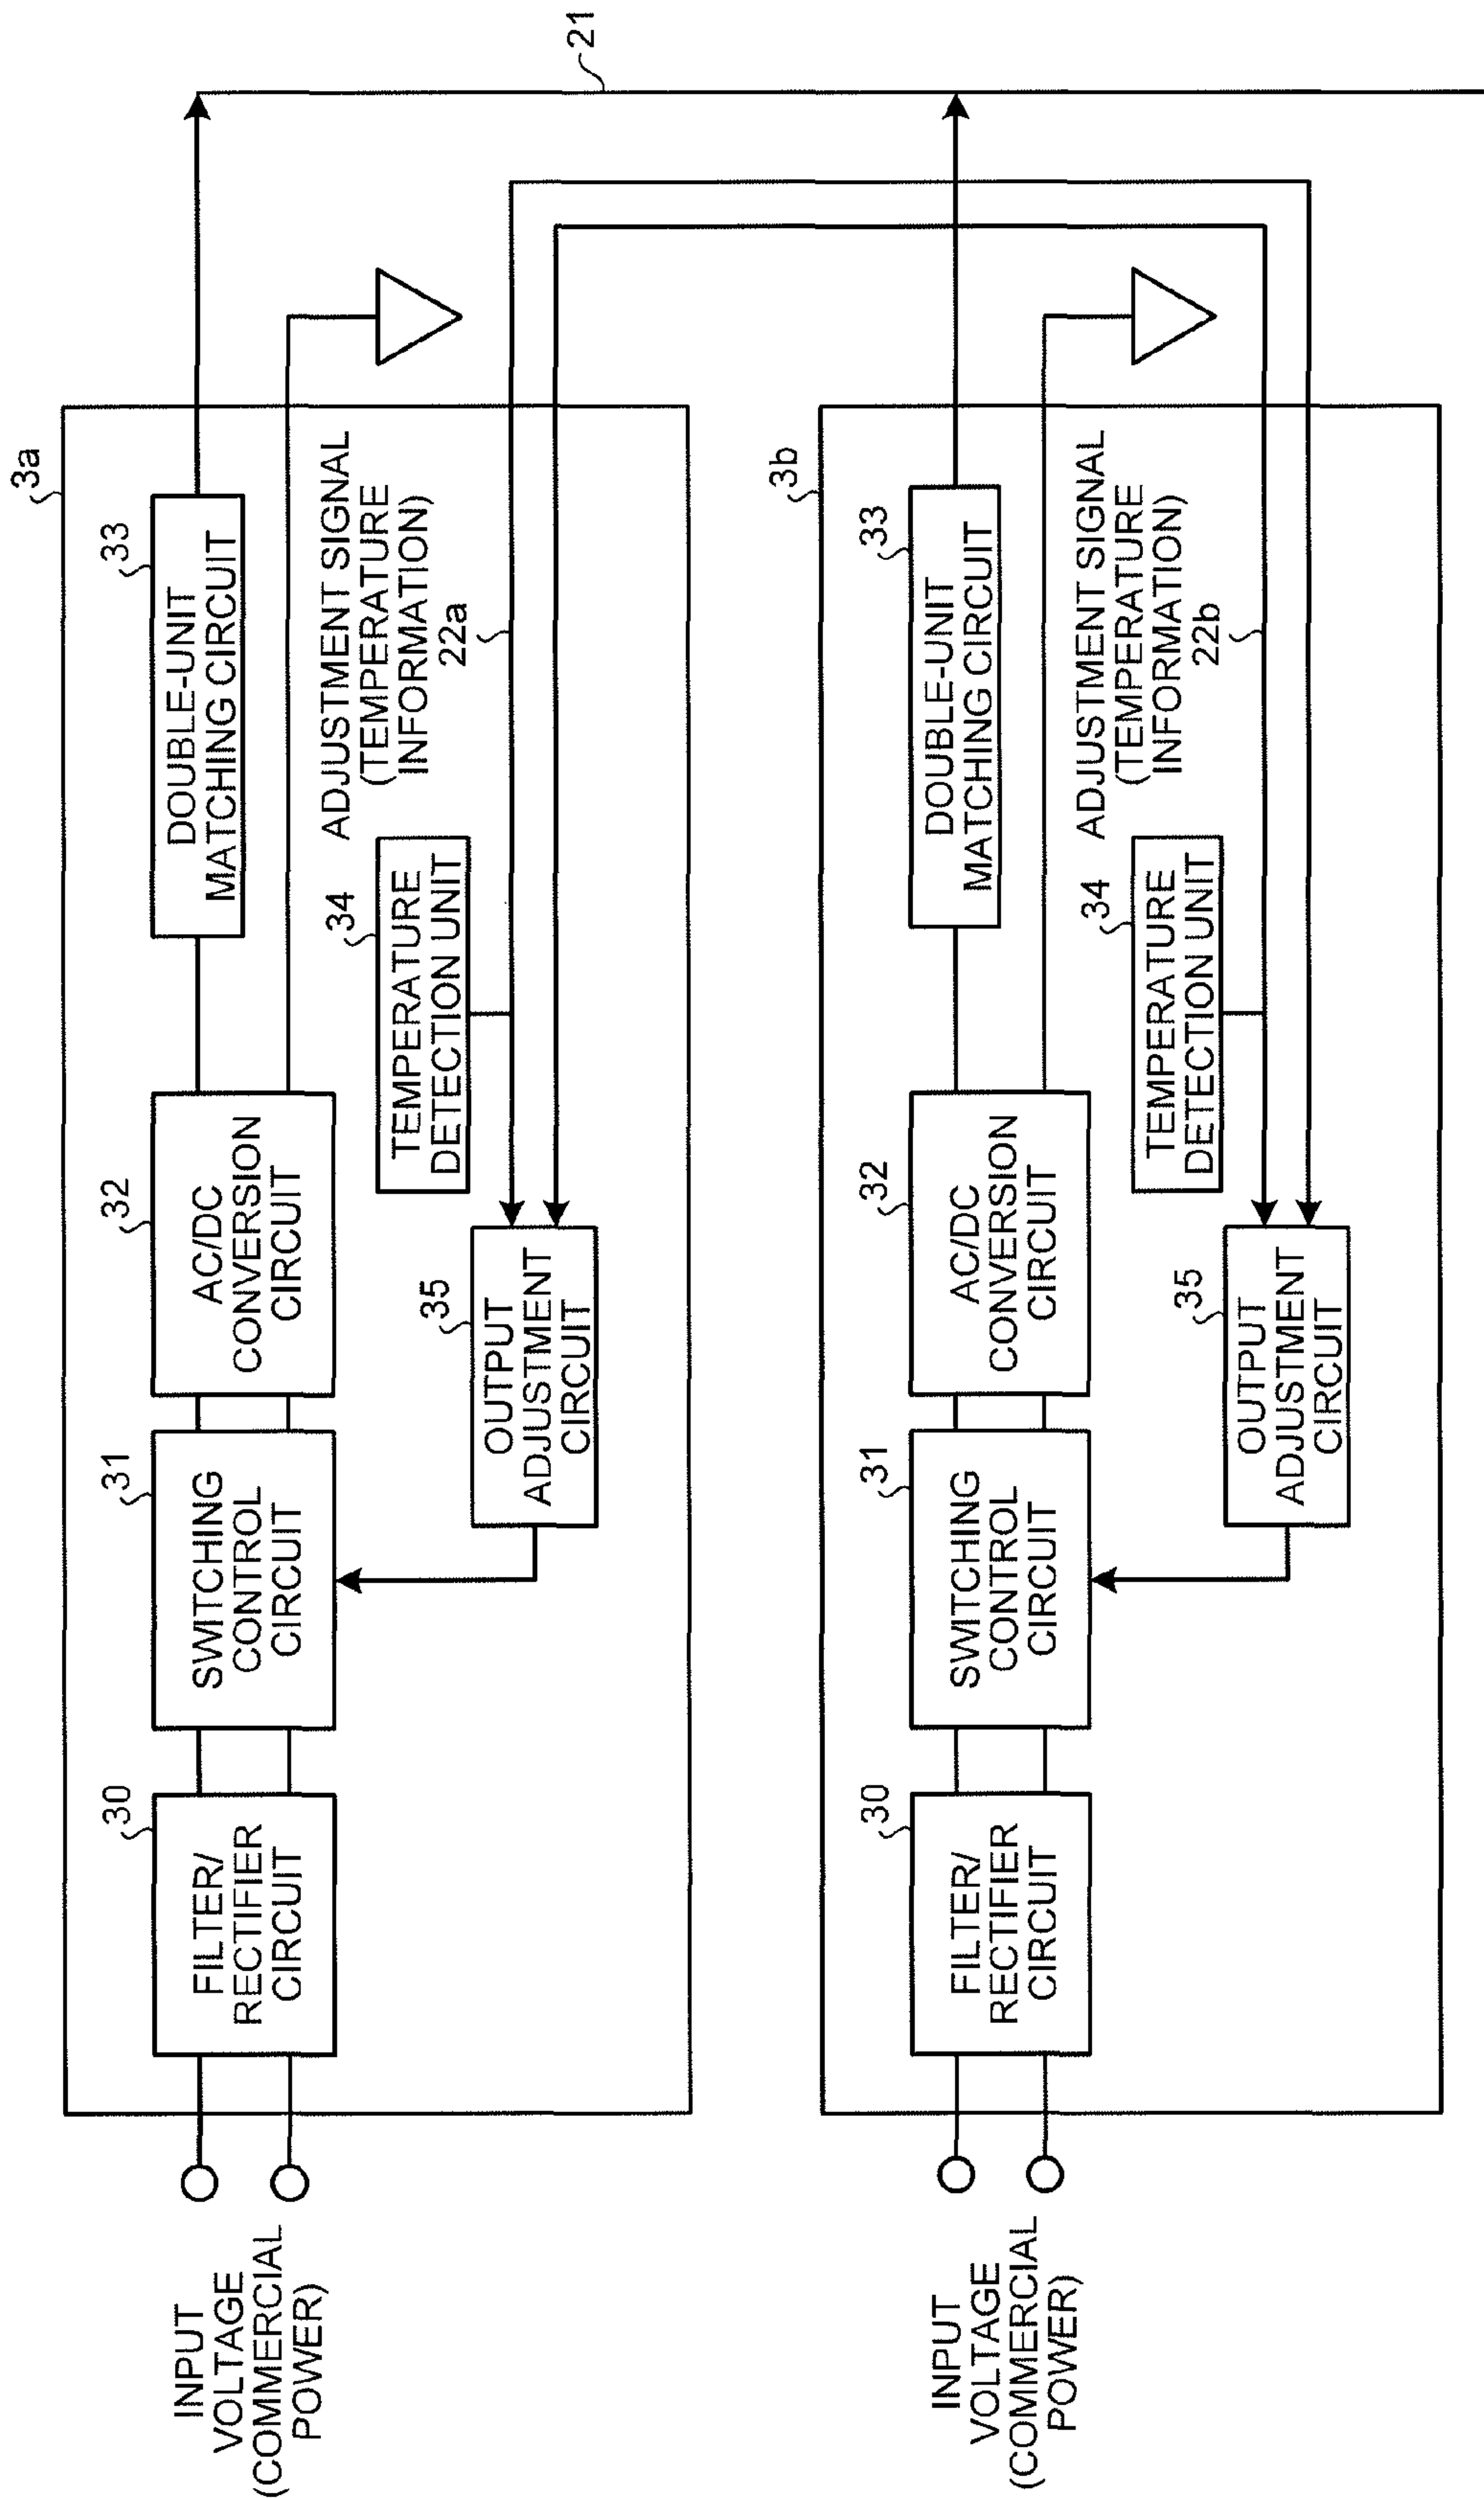 3a
INPUT
VOLTAGE
(COMMERCIAL
POWER)
30
FILTER/
RECTIFIER
CIRCUIT
31
SWITCHING
CONTROL
CIRCUIT
32
AC/DC
CONVERSION
CIRCUIT
33
DOUBLE-UNIT
MATCHING CIRCUIT
21
35
OUTPUT
ADJUSTMENT
CIRCUIT
34
TEMPERATURE
DETECTION UNIT
ADJUSTMENT SIGNAL
(TEMPERATURE
INFORMATION)
22a
3b
INPUT
VOLTAGE
(COMMERCIAL
POWER)
30
FILTER/
RECTIFIER
CIRCUIT
31
SWITCHING
CONTROL
CIRCUIT
32
AC/DC
CONVERSION
CIRCUIT
33
DOUBLE-UNIT
MATCHING CIRCUIT
35
OUTPUT
ADJUSTMENT
CIRCUIT
34
TEMPERATURE
DETECTION UNIT
ADJUSTMENT SIGNAL
(TEMPERATURE
INFORMATION)
22b